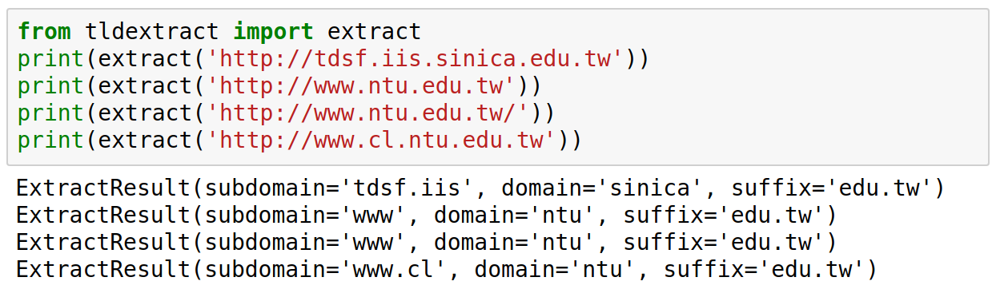 from tldextract import extract
print(extract('http://tdsf.iis.sinica.edu.tw'))
print(extract('http://www.ntu.edu.tw'))
print(extract('http://www.ntu.edu.tw/'))
print(extract('http://www.cl.ntu.edu.tw'))
ExtractResult(subdomain='tdsf.iis', domain='sinica', suffix='edu.tw')
ExtractResult(subdomain='www', domain='ntu', suffix='edu.tw')
ExtractResult(subdomain='www', domain='ntu', suffix='edu.tw')
ExtractResult(subdomain='www.cl', domain='ntu', suffix='edu.tw')